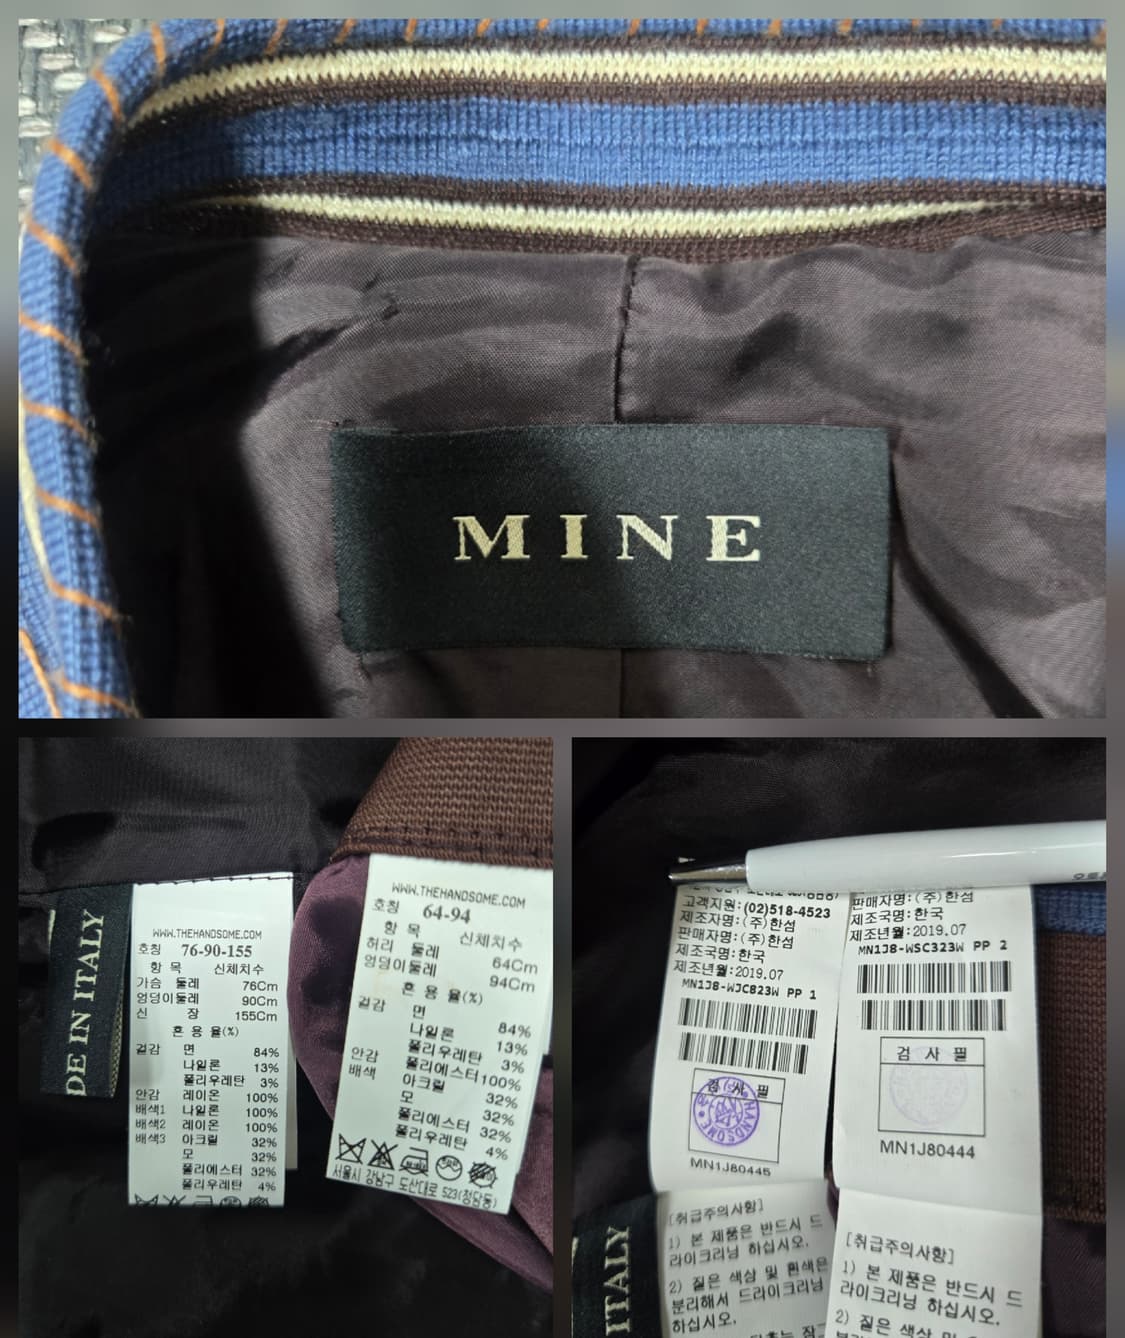 MINE
DE IN ITALY
WWW.THEHANDSOME.COM
호칭 76-90-155
항 목 신체치수
가슴 둘레 76Cm
엉덩이둘레 90Cm
신 장 155Cm
혼 용 율(%)
겉감 면 84%
나일론 13%
폴리우레탄 3%
안감 레이온 100%
배색1 나일론 100%
배색2 레이온 100%
배색3 아크릴 32%
모 32%
폴리에스터 32%
폴리우레탄 4%
WWW.THEHANDSOME.COM
호칭 64-94
항 목 신체치수
허리 둘레 64Cm
엉덩이둘레 94Cm
혼 용 율(%)
겉감 면 84%
나일론 13%
폴리우레탄 3%
안감 폴리에스터 100%
배색 아크릴 32%
모 32%
폴리에스터 32%
폴리우레탄 4%
서울시 강남구 도산대로 523(청담동)
고객지원:(02)518-4523
제조자명:(주)한섬
판매자명:(주)한섬
제조국명:한국
제조년월:2019.07
MN1J8-WJC823W PP 1
검 사 필
HANDSOME
MN1J80445
[취급주의사항]
1) 본 제품은 반드시 드
라이크리닝 하십시오.
2) 짙은 색상 및 흰색은
분리해서 드라이크리닝
하십시오.
판매자명:(주)한섬
제조국명:한국
제조년월:2019.07
MN1J8-WSC323W PP 2
검 사 필
MN1J80444
[취급주의사항]
1) 본 제품은 반드시 드
라이크리닝 하십시오.
2) 짙은 색상 및
ITALY